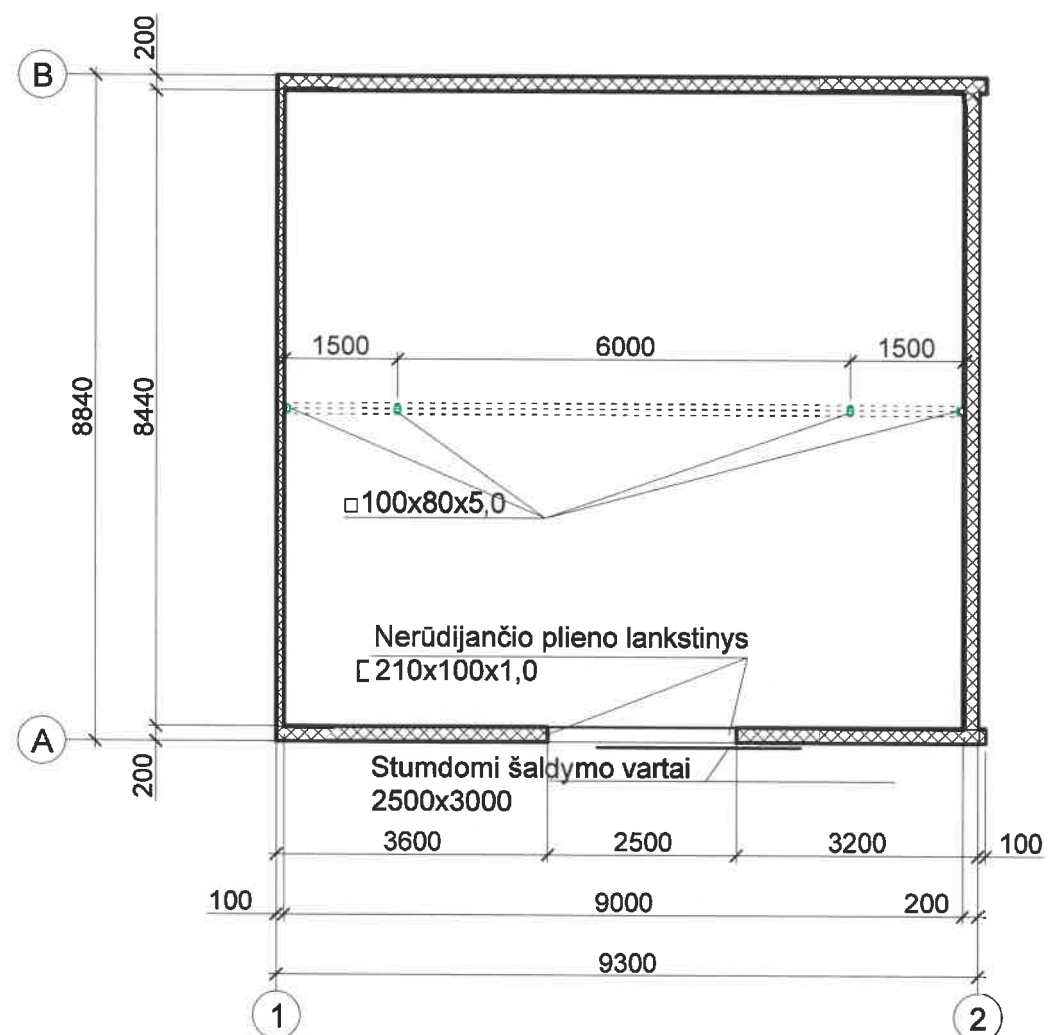 200
B
1500
6000
1500
8840
8440
□100x80x5,0
Nerūdijančio plieno lankstinys
[ 210x100x1,0
A
200
Stumdomi šaldymo vartai
2500x3000
3600
2500
3200
100
100
9000
200
9300
1
2